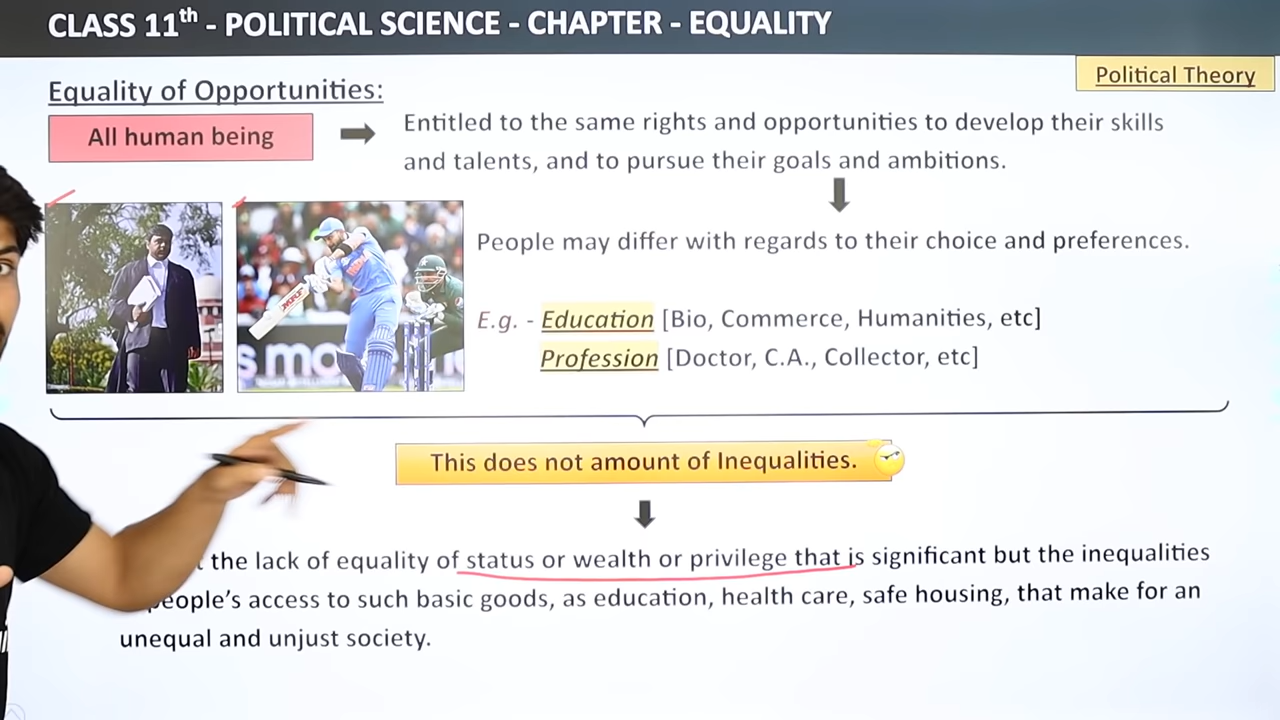 CLASS 11th - POLITICAL SCIENCE - CHAPTER - EQUALITY
Political Theory
Equality of Opportunities:
All human being
Entitled to the same rights and opportunities to develop their skills
and talents, and to pursue their goals and ambitions.
People may differ with regards to their choice and preferences.
E.g. - Education [Bio, Commerce, Humanities, etc]
Profession [Doctor, C.A., Collector, etc]
This does not amount of Inequalities.
the lack of equality of status or wealth or privilege that is significant but the inequalities
people's access to such basic goods, as education, health care, safe housing, that make for an
unequal and unjust society.